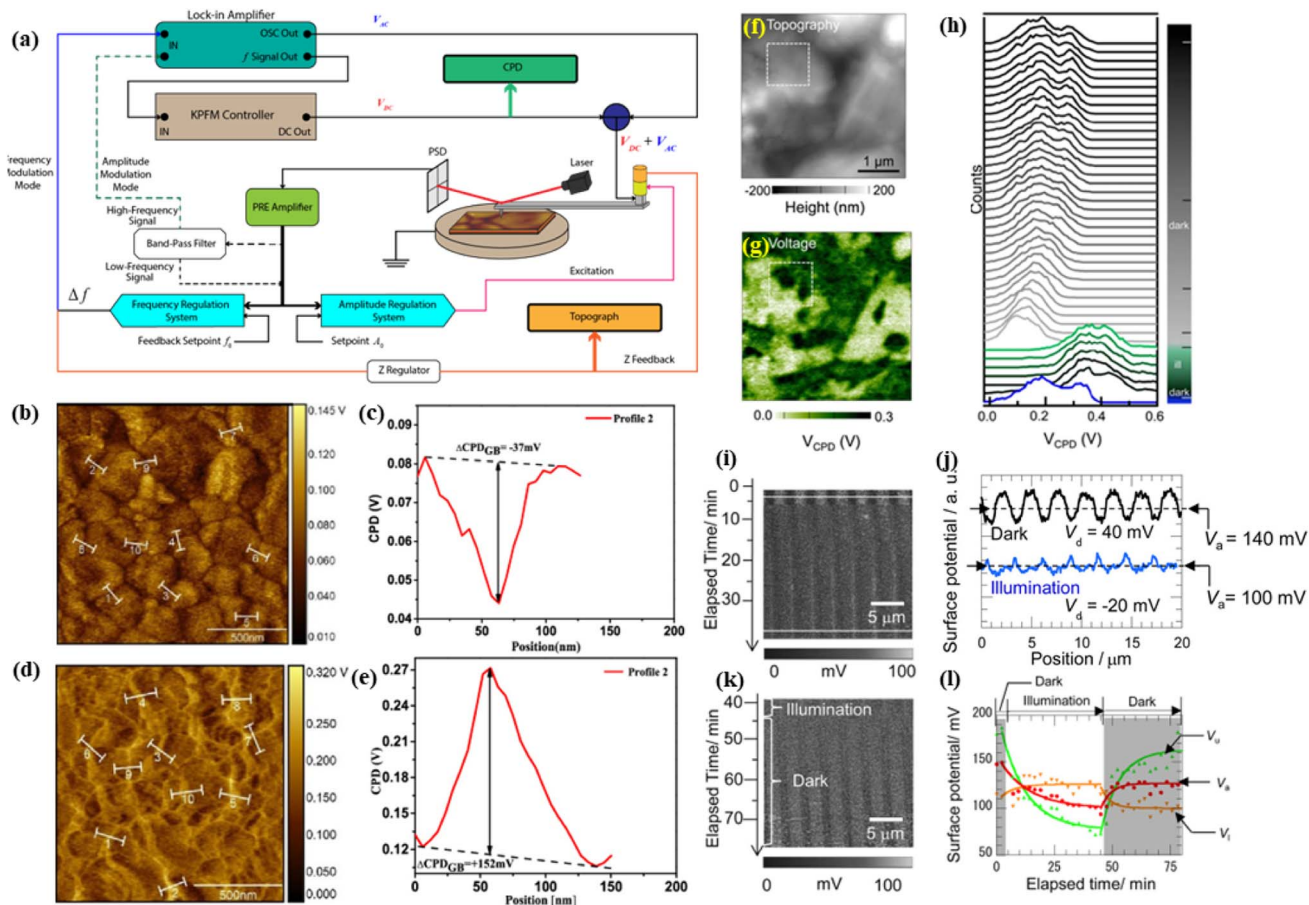 (a)
Lock-in Amplifier
V_AC
IN
OSC Out
f Signal Out
CPD
KPFM Controller
IN
DC Out
V_DC
V_DC + V_AC
Frequency
Modulation
Mode
Amplitude
Modulation
Mode
PSD
Laser
PRE Amplifier
High-Frequency
Signal
Band-Pass Filter
Low-Frequency
Signal
Excitation
Δf
Frequency Regulation
System
Amplitude Regulation
System
Topograph
Feedback Setpoint f₀
Setpoint A₀
Z Feedback
Z Regulator
(b)
0.145 V
0.120
0.100
0.080
0.060
0.040
0.010
2
9
8
10
4
6
3
500nm
(c)
Profile 2
ΔCPD_GB= -37mV
CPD (V)
0.09
0.08
0.07
0.06
0.05
0.04
0
50
100
150
200
Position(nm)
(d)
0.320 V
0.250
0.200
0.150
0.100
0.050
0.000
4
6
3
9
10
5
1
2
500nm
(e)
Profile 2
ΔCPD_GB=+152mV
CPD (V)
0.27
0.24
0.21
0.18
0.15
0.12
0
50
100
150
200
Position [nm]
(f)
Topography
1 μm
-200
200
Height (nm)
(g)
Voltage
0.0
0.3
V_CPD (V)
(h)
Counts
0.0
0.2
0.4
0.6
V_CPD (V)
dark
ill
dark
(i)
Elapsed Time/ min
0
10
20
30
5 μm
0
mV
100
(j)
Surface potential / a. u.
Dark
V_d = 40 mV
V_a = 140 mV
Illumination
V_d = -20 mV
V_a = 100 mV
0
5
10
15
20
Position / μm
(k)
Elapsed Time/ min
40
50
60
70
Illumination
Dark
5 μm
0
mV
100
(l)
Dark
Illumination
Dark
Surface potential/ mV
200
150
100
50
V_u
V_a
V_l
0
25
50
75
Elapsed time/ min